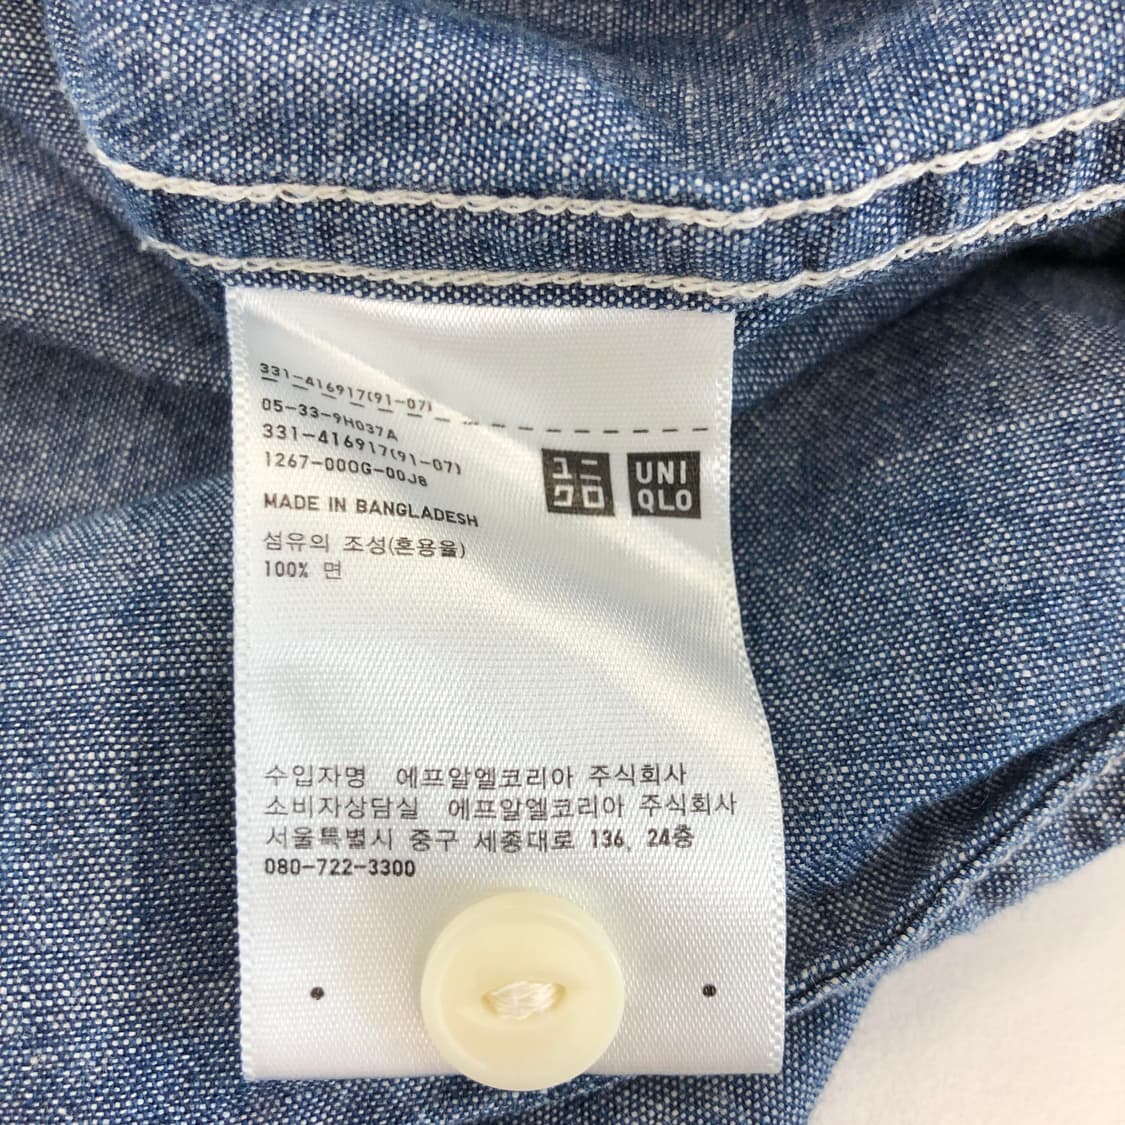 331-416917(91-07)
05-33-9H037A
331-416917(91-07)
1267-000G-00J8
ユニ
クロ
UNI
QLO
MADE IN BANGLADESH
섬유의 조성(혼용율)
100% 면
수입자명 에프알엘코리아 주식회사
소비자상담실 에프알엘코리아 주식회사
서울특별시 중구 세종대로 136, 24층
080-722-3300